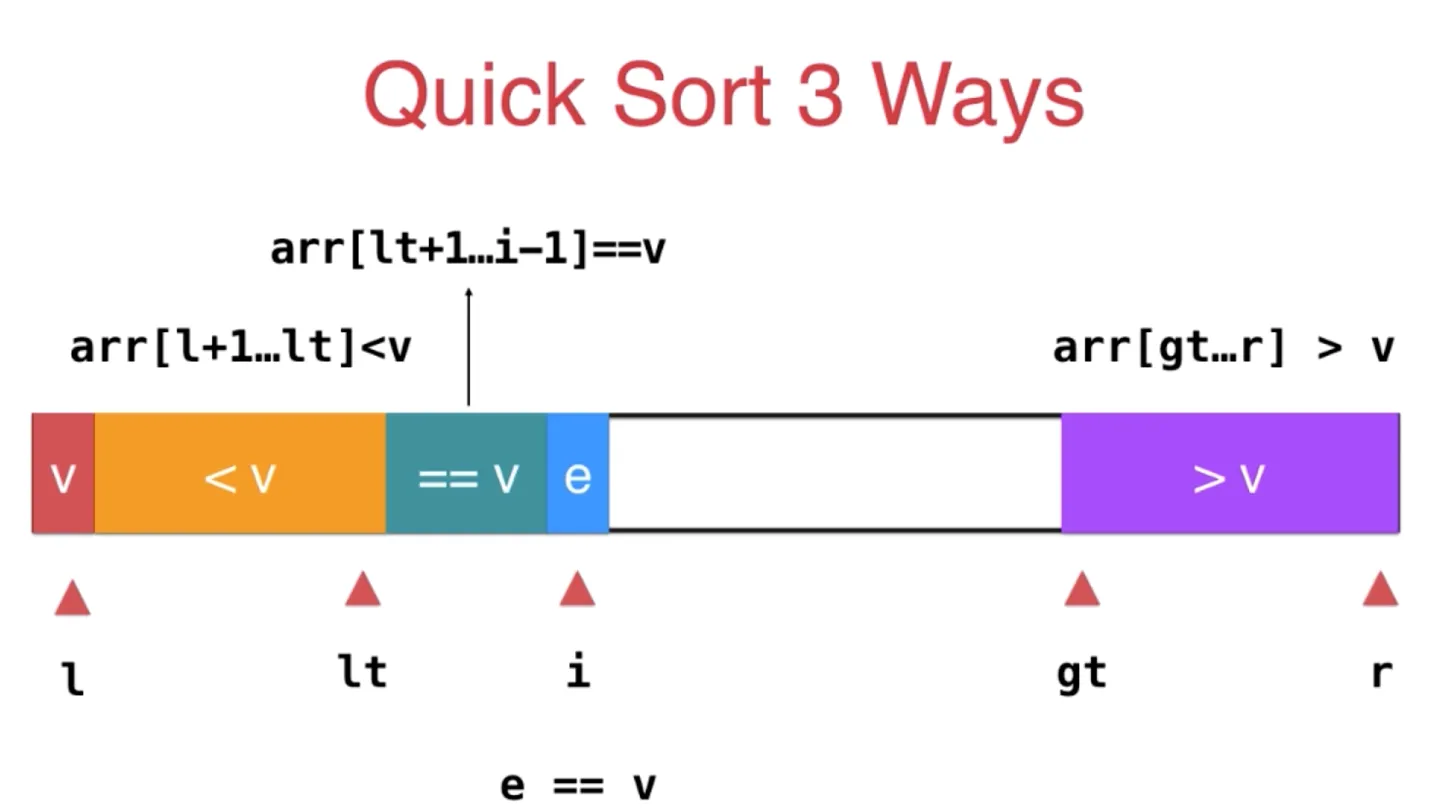 Quick Sort 3 Ways
arr[lt+1…i-1]==v
arr[l+1…lt]<v
arr[gt…r] > v
v
< v
== v
e
> v
l
lt
i
gt
r
e == v